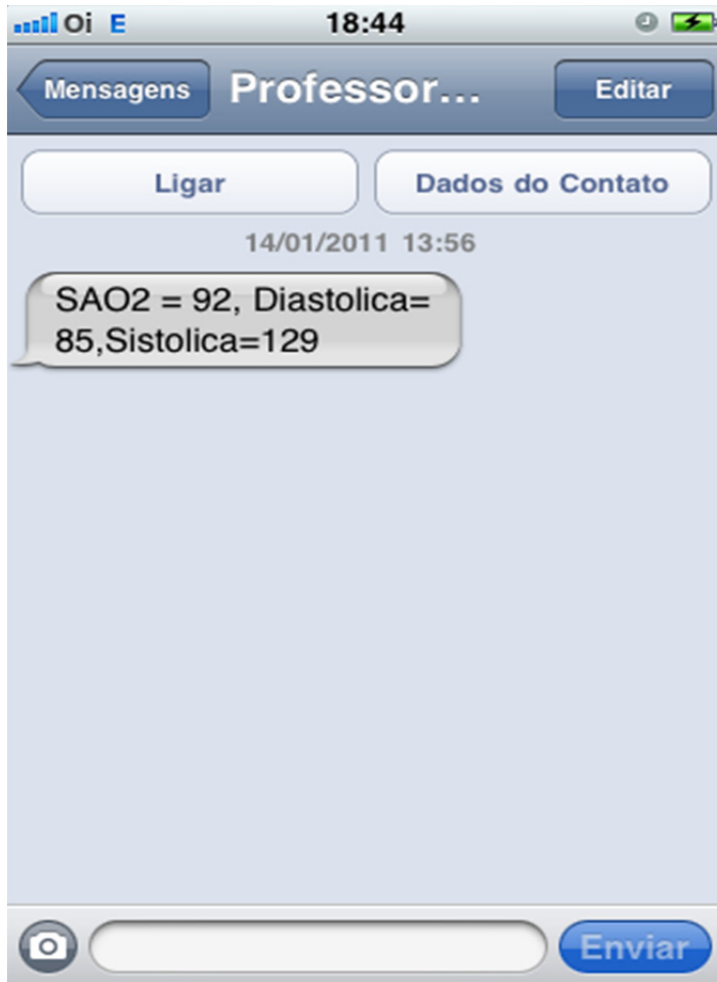 Oi E 18:44
Mensagens Professor... Editar
Ligar Dados do Contato
14/01/2011 13:56
SAO2 = 92, Diastolica=
85,Sistolica=129
Enviar